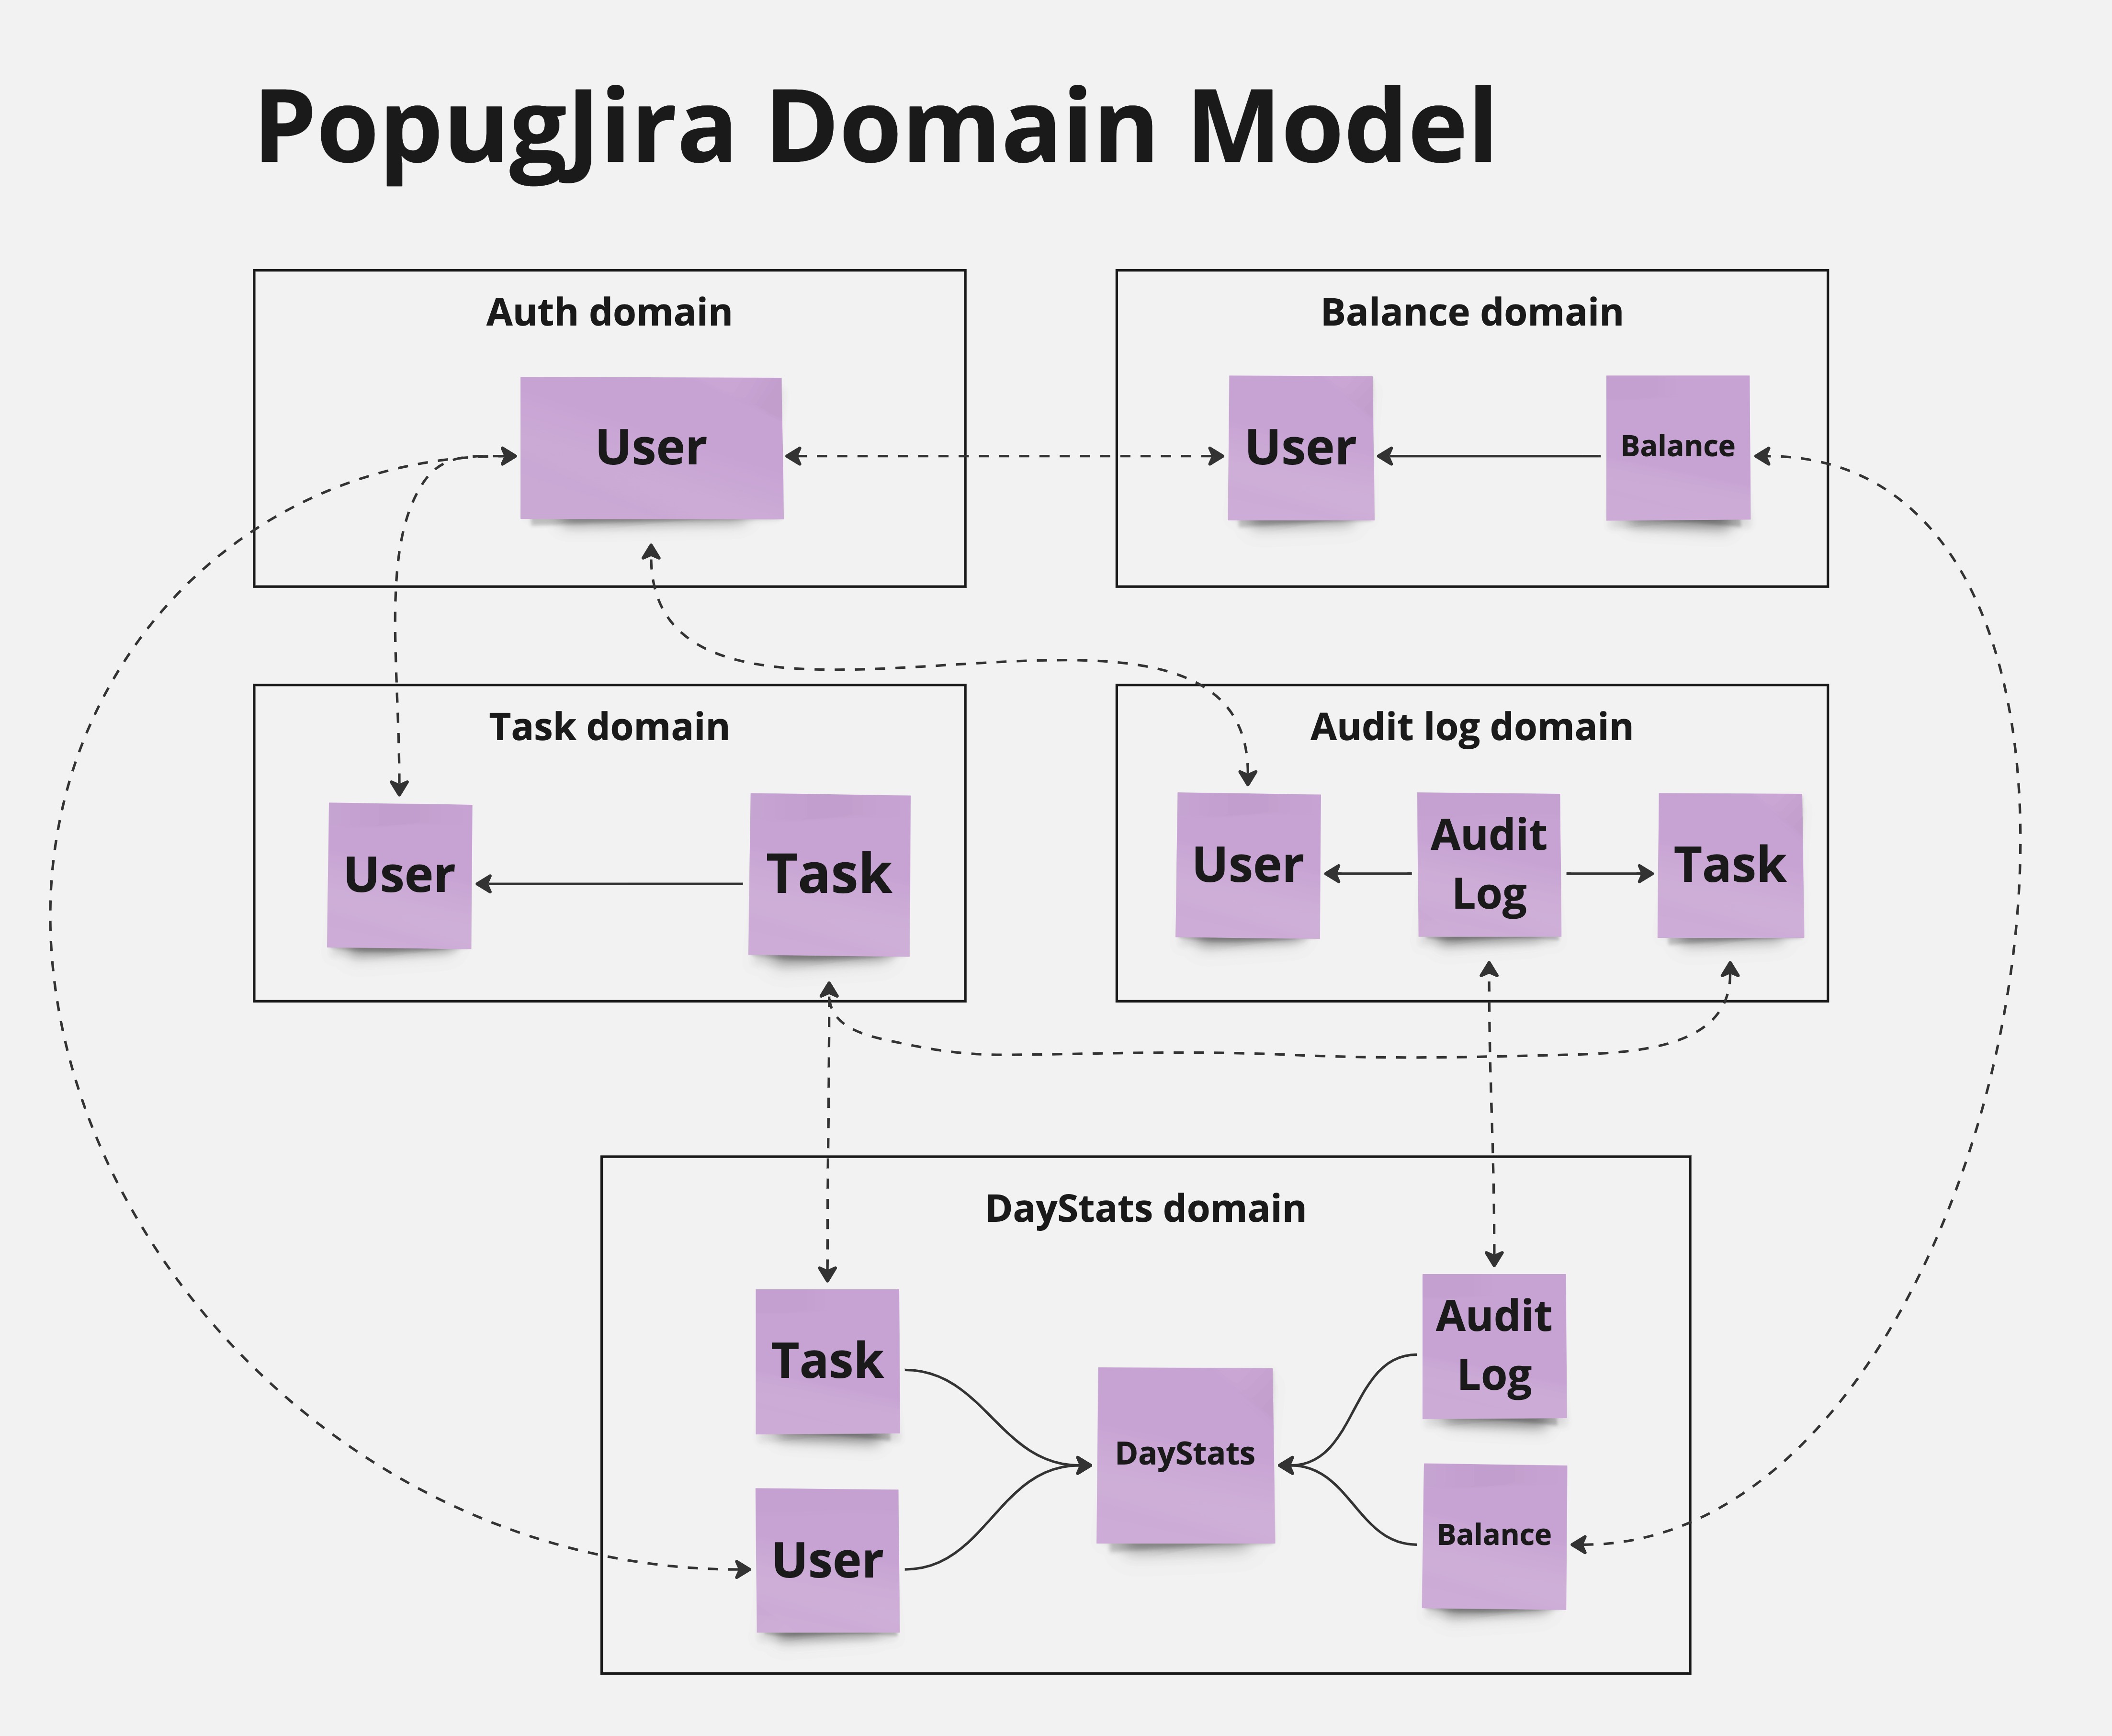 PopugJira Domain Model
Auth domain
User
Balance domain
User
Balance
Task domain
User
Task
Audit log domain
User
Audit
Log
Task
DayStats domain
Task
User
DayStats
Audit
Log
Balance